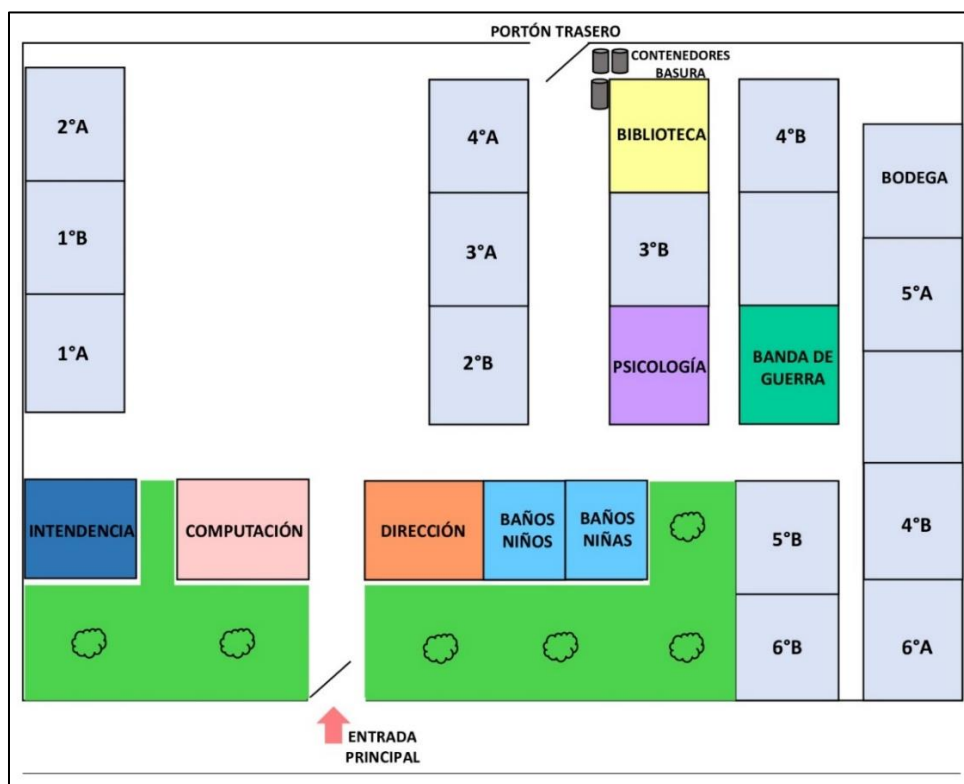 PORTÓN TRASERO
CONTENEDORES
BASURA
2°A
4°A
BIBLIOTECA
4°B
BODEGA
1°B
3°A
3°B
5°A
1°A
2°B
PSICOLOGÍA
BANDA DE
GUERRA
INTENDENCIA
COMPUTACIÓN
DIRECCIÓN
BAÑOS
NIÑOS
BAÑOS
NIÑAS
5°B
4°B
6°B
6°A
ENTRADA
PRINCIPAL